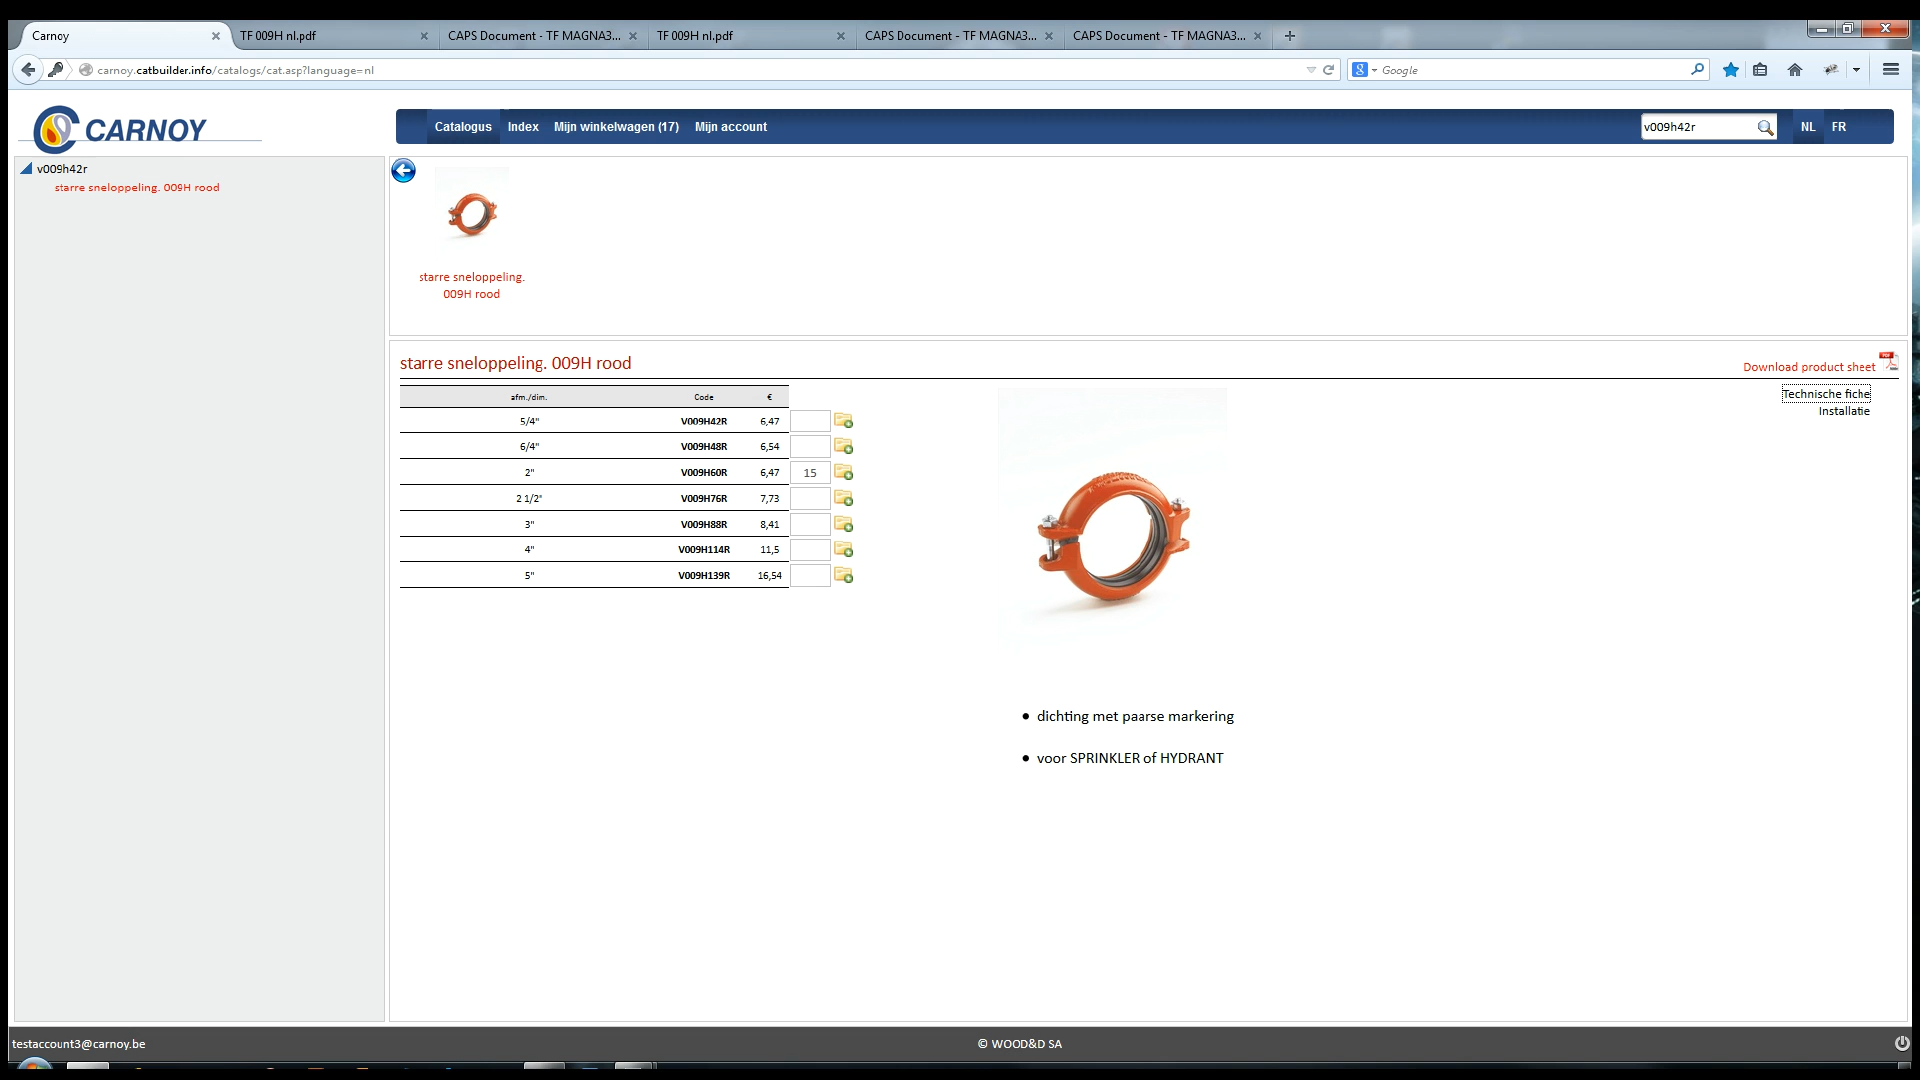 Carnoy
TF 009H nl.pdf
CAPS Document - TF MAGNA3...
TF 009H nl.pdf
CAPS Document - TF MAGNA3...
CAPS Document - TF MAGNA3...
carnoy.catbuilder.info/catalogs/cat.asp?language=nl
Google
CARNOY
Catalogus Index Mijn winkelwagen (17) Mijn account
v009h42r
NL FR
v009h42r
starre sneloppeling. 009H rood
starre sneloppeling.
009H rood
starre sneloppeling. 009H rood
Download product sheet
Technische fiche
Installatie
afm./dim. Code €
5/4" V009H42R 6,47
6/4" V009H48R 6,54
2" V009H60R 6,47 15
2 1/2" V009H76R 7,73
3" V009H88R 8,41
4" V009H114R 11,5
5" V009H139R 16,54
• dichting met paarse markering
• voor SPRINKLER of HYDRANT
testaccount3@carnoy.be
© WOOD&D SA